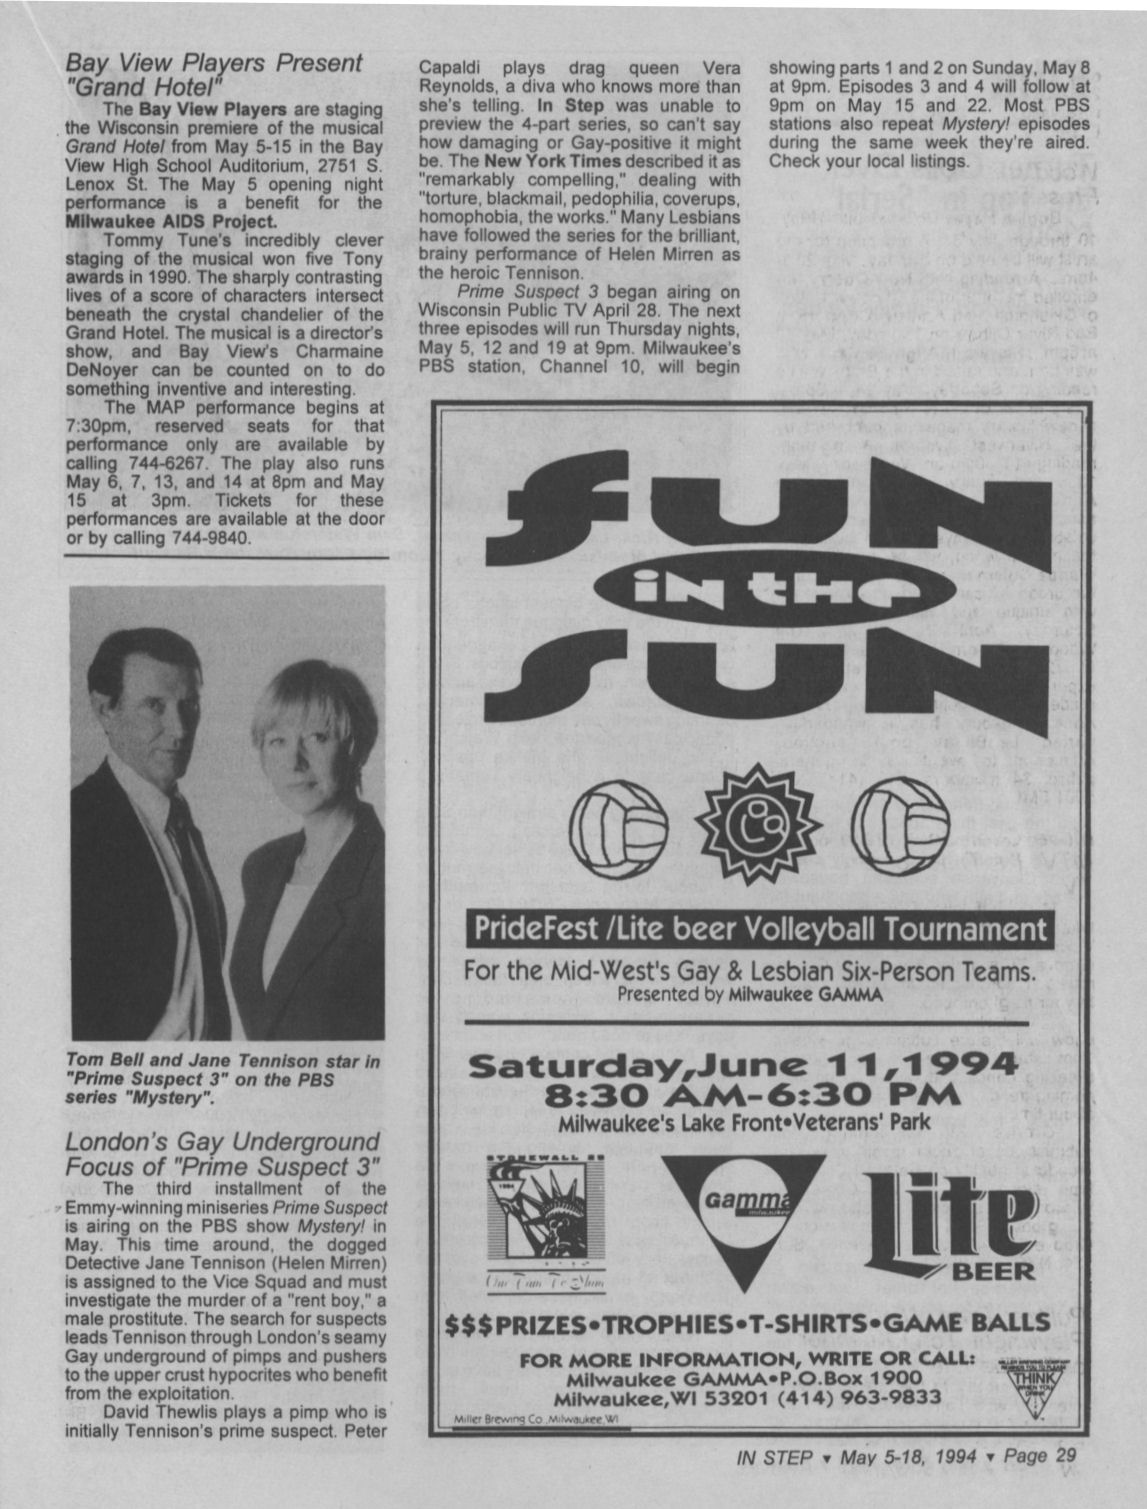 Bay View Players Present
"Grand Hotel"
The Bay View Players are staging
the Wisconsin premiere of the musical
Grand Hotel from May 5-15 in the Bay
View High School Auditorium, 2751 S.
Lenox St. The May 5 opening night
performance is a benefit for the
Milwaukee AIDS Project.
Tommy Tune's incredibly clever
staging of the musical won five Tony
awards in 1990. The sharply contrasting
lives of a score of characters intersect
beneath the crystal chandelier of the
Grand Hotel. The musical is a director's
show, and Bay View's Charmaine
DeNoyer can be counted on to do
something inventive and interesting.
The MAP performance begins at
7:30pm, reserved seats for that
performance only are available by
calling 744-6267. The play also runs
May 6, 7, 13, and 14 at 8pm and May
15 at 3pm. Tickets for these
performances are available at the door
or by calling 744-9840.
Tom Bell and Jane Tennison star in
"Prime Suspect 3" on the PBS
series "Mystery".
London's Gay Underground
Focus of "Prime Suspect 3"
The third installment of the
Emmy-winning miniseries Prime Suspect
is airing on the PBS show Mystery! in
May. This time around, the dogged
Detective Jane Tennison (Helen Mirren)
is assigned to the Vice Squad and must
investigate the murder of a "rent boy," a
male prostitute. The search for suspects
leads Tennison through London's seamy
Gay underground of pimps and pushers
to the upper crust hypocrites who benefit
from the exploitation.
David Thewlis plays a pimp who is
initially Tennison's prime suspect. Peter
Capaldi plays drag queen Vera
Reynolds, a diva who knows more than
she's telling. In Step was unable to
preview the 4-part series, so can't say
how damaging or Gay-positive it might
be. The New York Times described it as
"remarkably compelling," dealing with
"torture, blackmail, pedophilia, coverups,
homophobia, the works." Many Lesbians
have followed the series for the brilliant,
brainy performance of Helen Mirren as
the heroic Tennison.
Prime Suspect 3 began airing on
Wisconsin Public TV April 28. The next
three episodes will run Thursday nights,
May 5, 12 and 19 at 9pm. Milwaukee's
PBS station, Channel 10, will begin
showing parts 1 and 2 on Sunday, May 8
at 9pm. Episodes 3 and 4 will follow at
9pm on May 15 and 22. Most PBS
stations also repeat Mystery! episodes
during the same week they're aired.
Check your local listings.
fUN
in the
SUN
PrideFest /Lite beer Volleyball Tournament
For the Mid-West's Gay & Lesbian Six-Person Teams.
Presented by Milwaukee GAMMA
Saturday,June 11,1994
8:30 AM-6:30 PM
Milwaukee's Lake Front•Veterans' Park
STONEWALL 25
1994
Gamma
milwaukee
Lite
BEER
$$$PRIZES•TROPHIES•T-SHIRTS•GAME BALLS
FOR MORE INFORMATION, WRITE OR CALL:
Milwaukee GAMMA•P.O.Box 1900
Milwaukee,WI 53201 (414) 963-9833
MILLER BREWING COMPANY
REMINDS YOU TO PLEASE
THINK
WHEN YOU
DRINK
Miller Brewing Co.,Milwaukee,WI
IN STEP ▼ May 5-18, 1994 ▼ Page 29